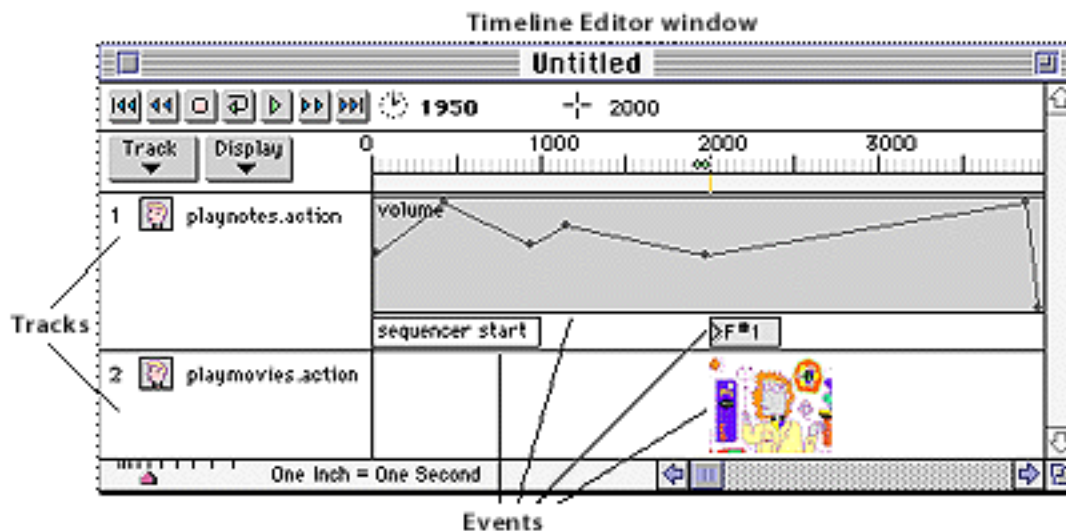 Timeline Editor window
Untitled
1950 2000
Track Display 0 1000 2000 3000
1 playnotes.action volume
Tracks
sequencer start F#1
2 playmovies.action
One Inch = One Second
Events